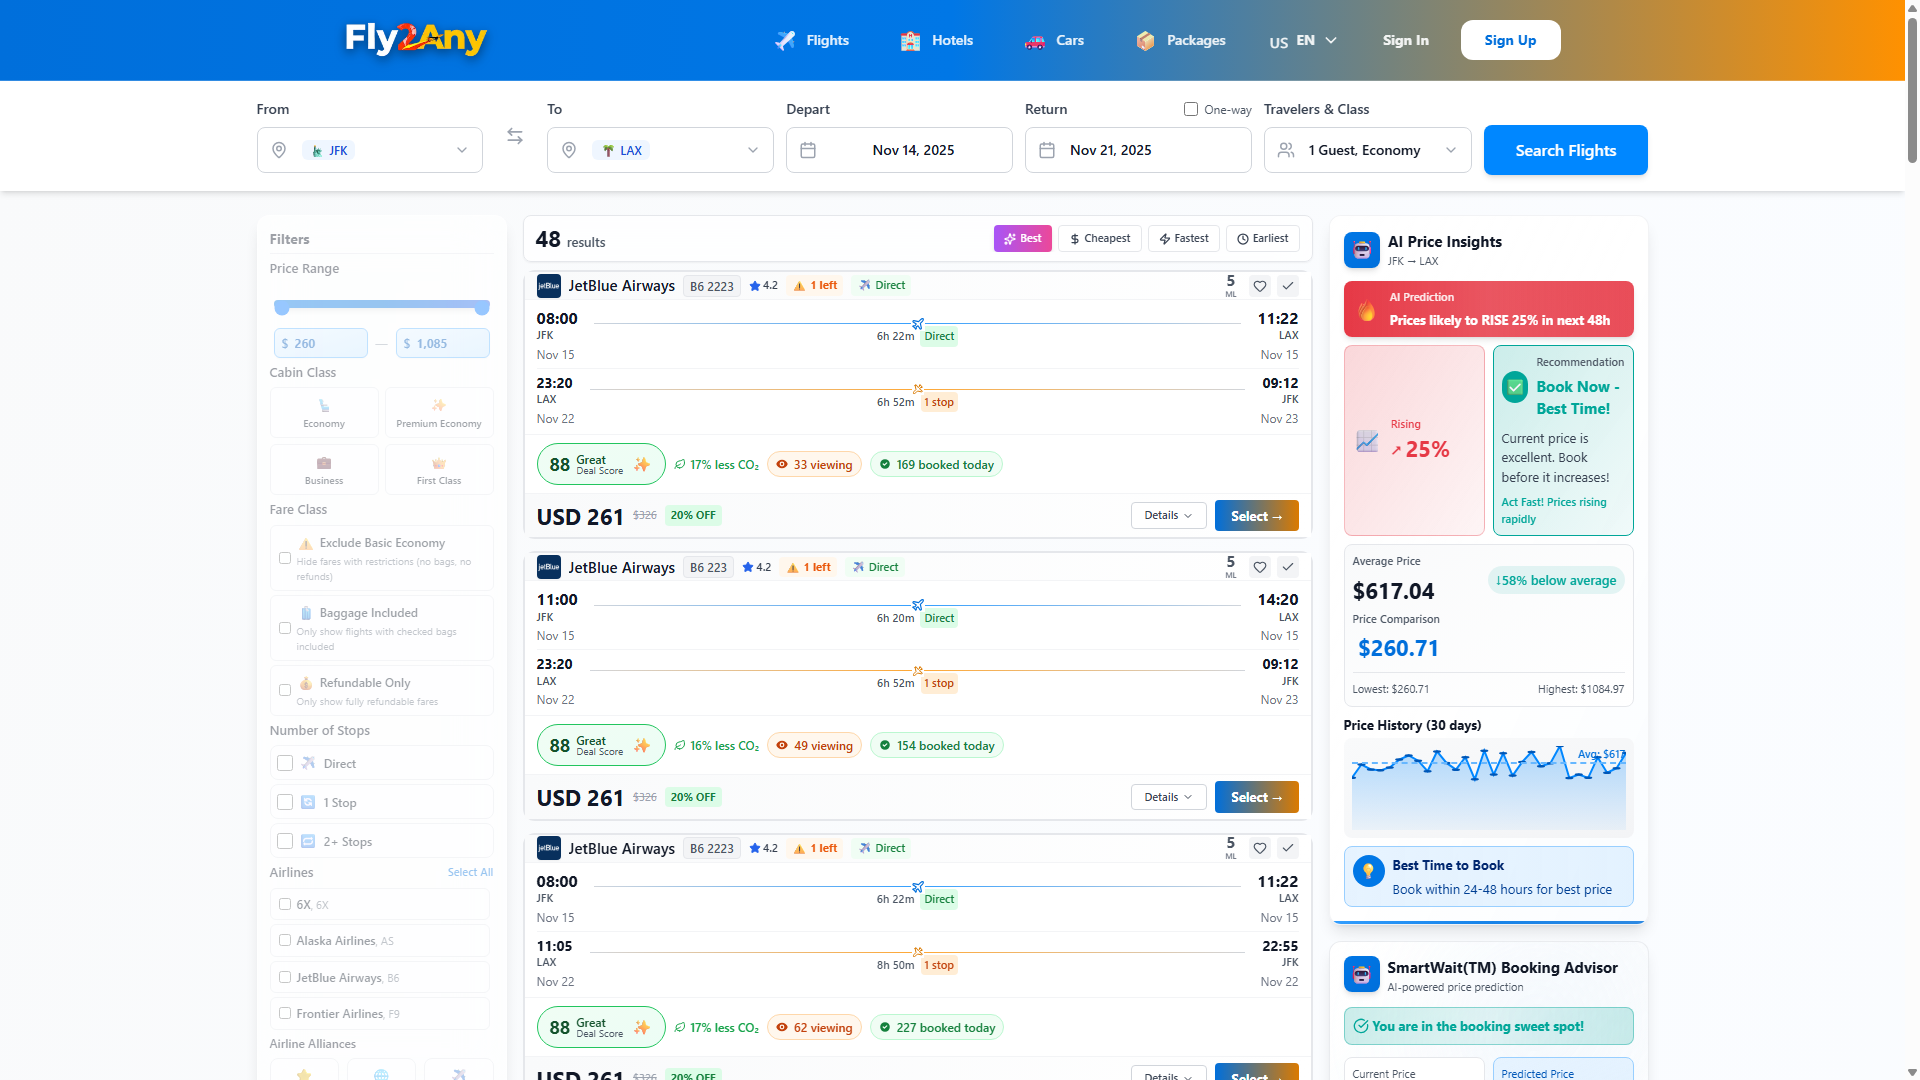 Fly2Any
Flights
Hotels
Cars
Packages
US EN
Sign In
Sign Up
From
To
Depart
Return
One-way
Travelers & Class
JFK
LAX
Nov 14, 2025
Nov 21, 2025
1 Guest, Economy
Search Flights
Filters
Price Range
$ 260 — $ 1,085
Cabin Class
Economy
Premium Economy
Business
First Class
Fare Class
Exclude Basic Economy
Hide fares with restrictions (no bags, no
refunds)
Baggage Included
Only show flights with checked bags
included
Refundable Only
Only show fully refundable fares
Number of Stops
Direct
1 Stop
2+ Stops
Airlines
Select All
6X, 6X
Alaska Airlines, AS
JetBlue Airways, B6
Frontier Airlines, F9
Airline Alliances
48 results
Best
$ Cheapest
Fastest
Earliest
jetBlue JetBlue Airways B6 2223 4.2 1 left Direct
5
ML
08:00
JFK
Nov 15
6h 22m Direct
11:22
LAX
Nov 15
23:20
LAX
Nov 22
6h 52m 1 stop
09:12
JFK
Nov 23
88 Great
Deal Score
17% less CO₂
33 viewing
169 booked today
USD 261 $326 20% OFF
Details
Select →
jetBlue JetBlue Airways B6 223 4.2 1 left Direct
5
ML
11:00
JFK
Nov 15
6h 20m Direct
14:20
LAX
Nov 15
23:20
LAX
Nov 22
6h 52m 1 stop
09:12
JFK
Nov 23
88 Great
Deal Score
16% less CO₂
49 viewing
154 booked today
USD 261 $326 20% OFF
Details
Select →
jetBlue JetBlue Airways B6 2223 4.2 1 left Direct
5
ML
08:00
JFK
Nov 15
6h 22m Direct
11:22
LAX
Nov 15
11:05
LAX
Nov 22
8h 50m 1 stop
22:55
JFK
Nov 22
88 Great
Deal Score
17% less CO₂
62 viewing
227 booked today
USD 261 $326 20% OFF
Details
Select →
AI Price Insights
JFK → LAX
AI Prediction
Prices likely to RISE 25% in next 48h
Rising
↗ 25%
Recommendation
Book Now -
Best Time!
Current price is
excellent. Book
before it increases!
Act Fast! Prices rising
rapidly
Average Price
$617.04
↓58% below average
Price Comparison
$260.71
Lowest: $260.71
Highest: $1084.97
Price History (30 days)
Avg: $617
Best Time to Book
Book within 24-48 hours for best price
SmartWait(TM) Booking Advisor
AI-powered price prediction
You are in the booking sweet spot!
Current Price
Predicted Price